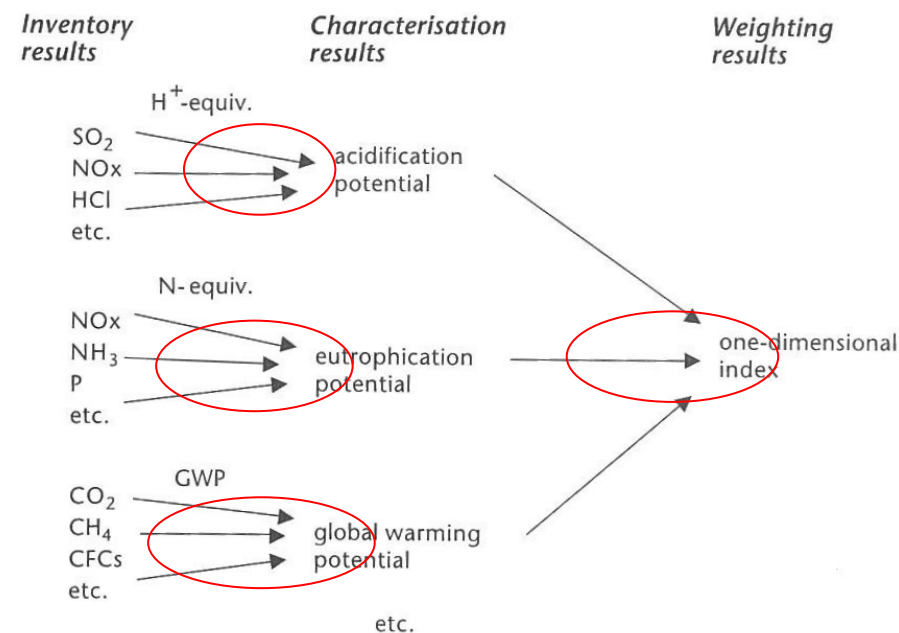 Inventory results
Characterisation results
Weighting results
H⁺-equiv.
SO₂
NOx
HCl
etc.
acidification potential
N-equiv.
NOx
NH₃
P
etc.
eutrophication potential
one-dimensional index
GWP
CO₂
CH₄
CFCs
etc.
global warming potential
etc.